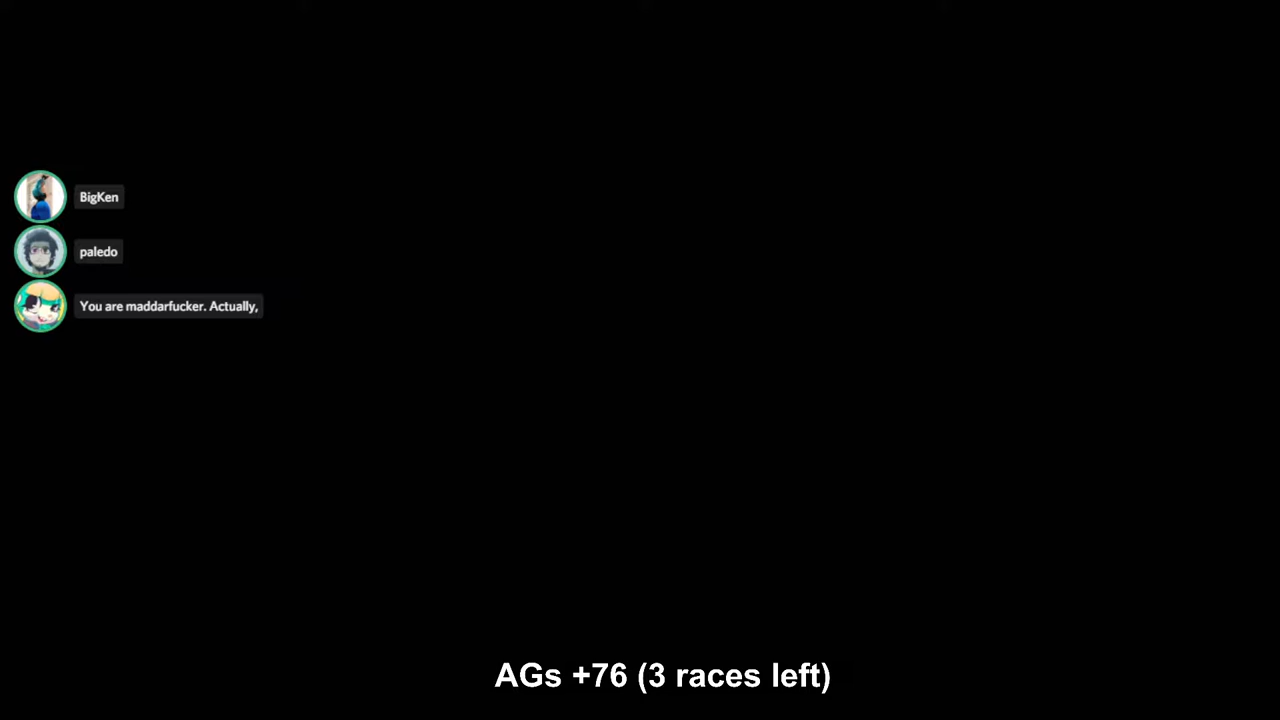 BigKen
paledo
You are maddarfucker. Actually,
AGs +76 (3 races left)